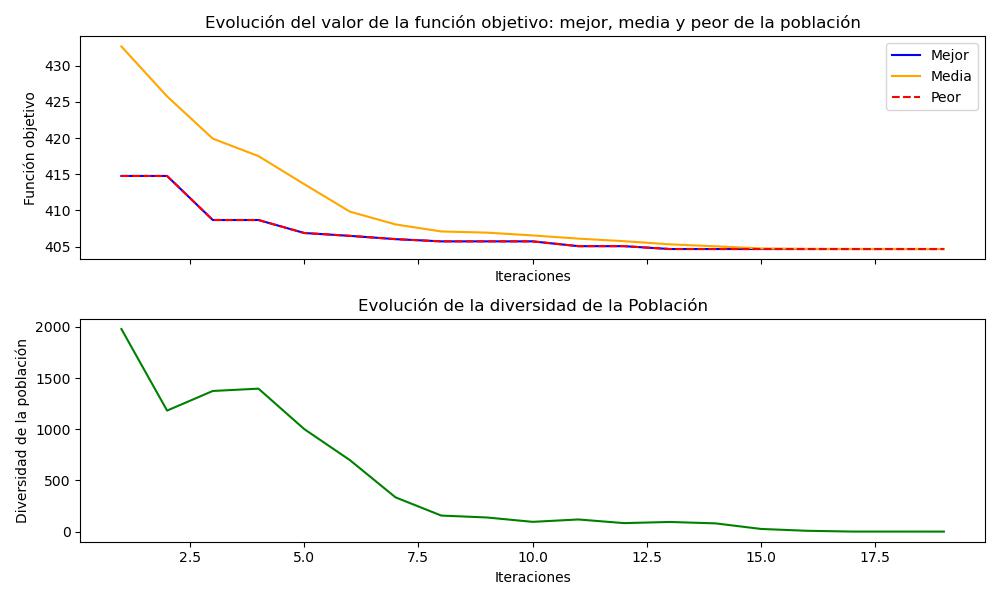 Evolución del valor de la función objetivo: mejor, media y peor de la población
Función objetivo
430
425
420
415
410
405
Mejor
Media
Peor
Iteraciones
Evolución de la diversidad de la Población
Diversidad de la población
2000
1500
1000
500
0
2.5
5.0
7.5
10.0
12.5
15.0
17.5
Iteraciones